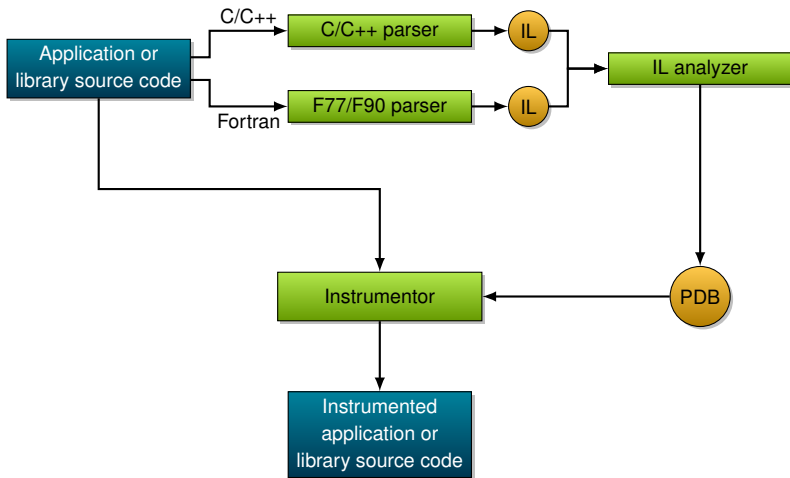 C/C++
Application or
library source code
C/C++ parser
IL
IL analyzer
Fortran
F77/F90 parser
IL
Instrumentor
PDB
Instrumented
application or
library source code